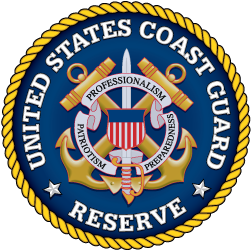 UNITED STATES COAST GUARD
RESERVE
PROFESSIONALISM
PATRIOTISM
PREPAREDNESS